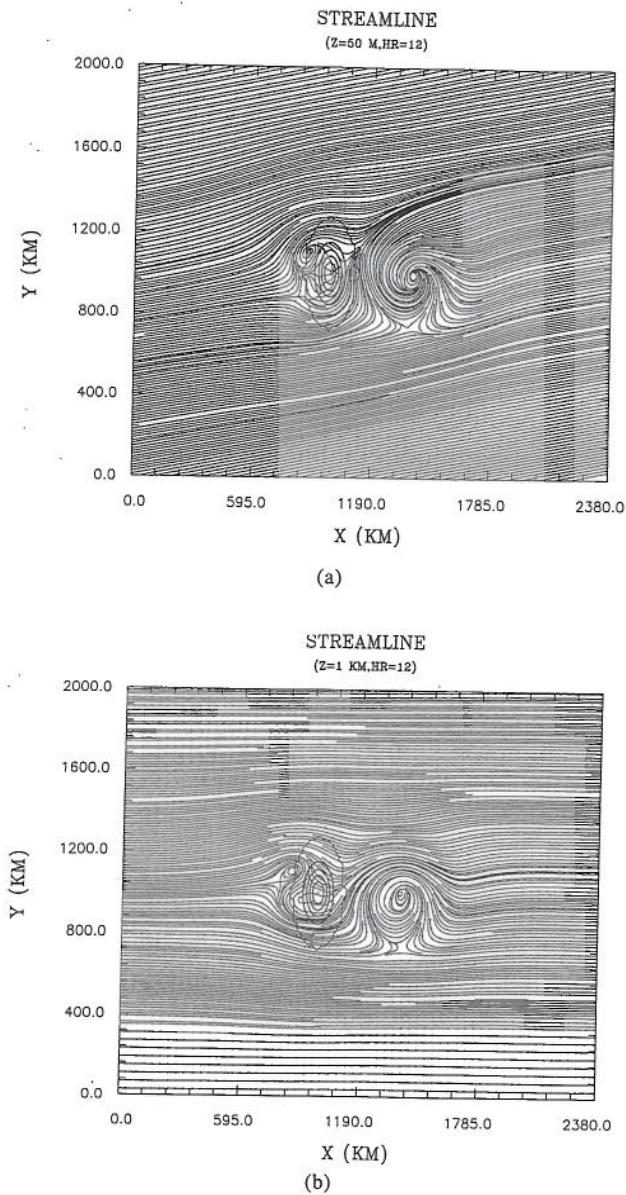 STREAMLINE
(Z=50 M,HR=12)
2000.0
1600.0
1200.0
800.0
400.0
0.0
Y (KM)
0.0 595.0 1190.0 1785.0 2380.0
X (KM)
(a)
STREAMLINE
(Z=1 KM,HR=12)
2000.0
1600.0
1200.0
800.0
400.0
0.0
Y (KM)
0.0 595.0 1190.0 1785.0 2380.0
X (KM)
(b)